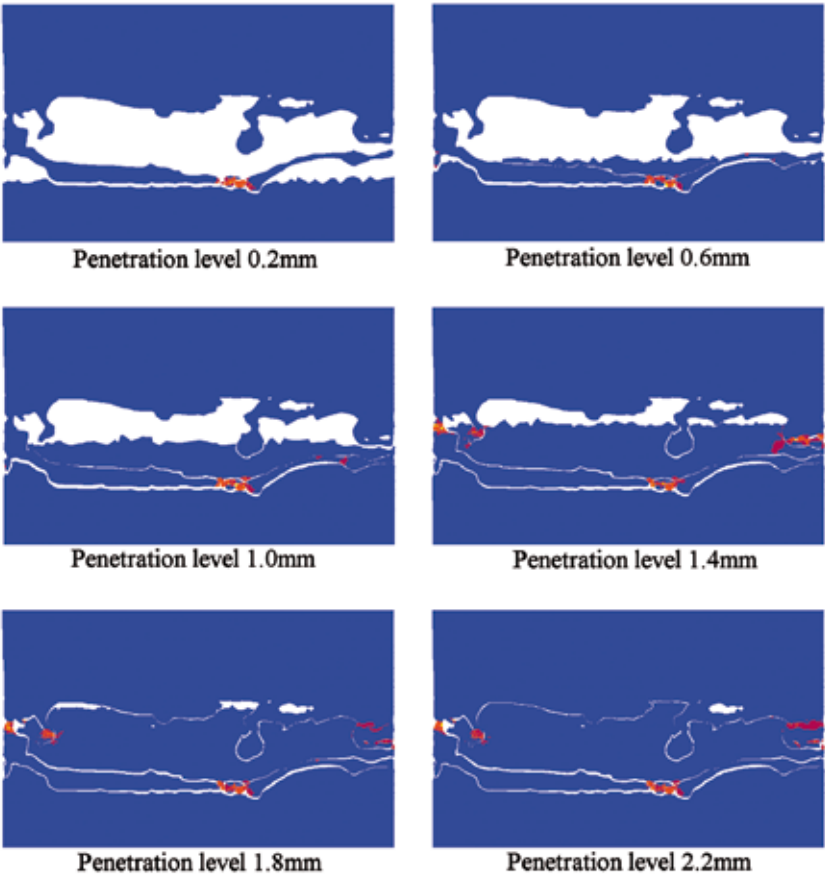 Penetration level 0.2mm
Penetration level 0.6mm
Penetration level 1.0mm
Penetration level 1.4mm
Penetration level 1.8mm
Penetration level 2.2mm